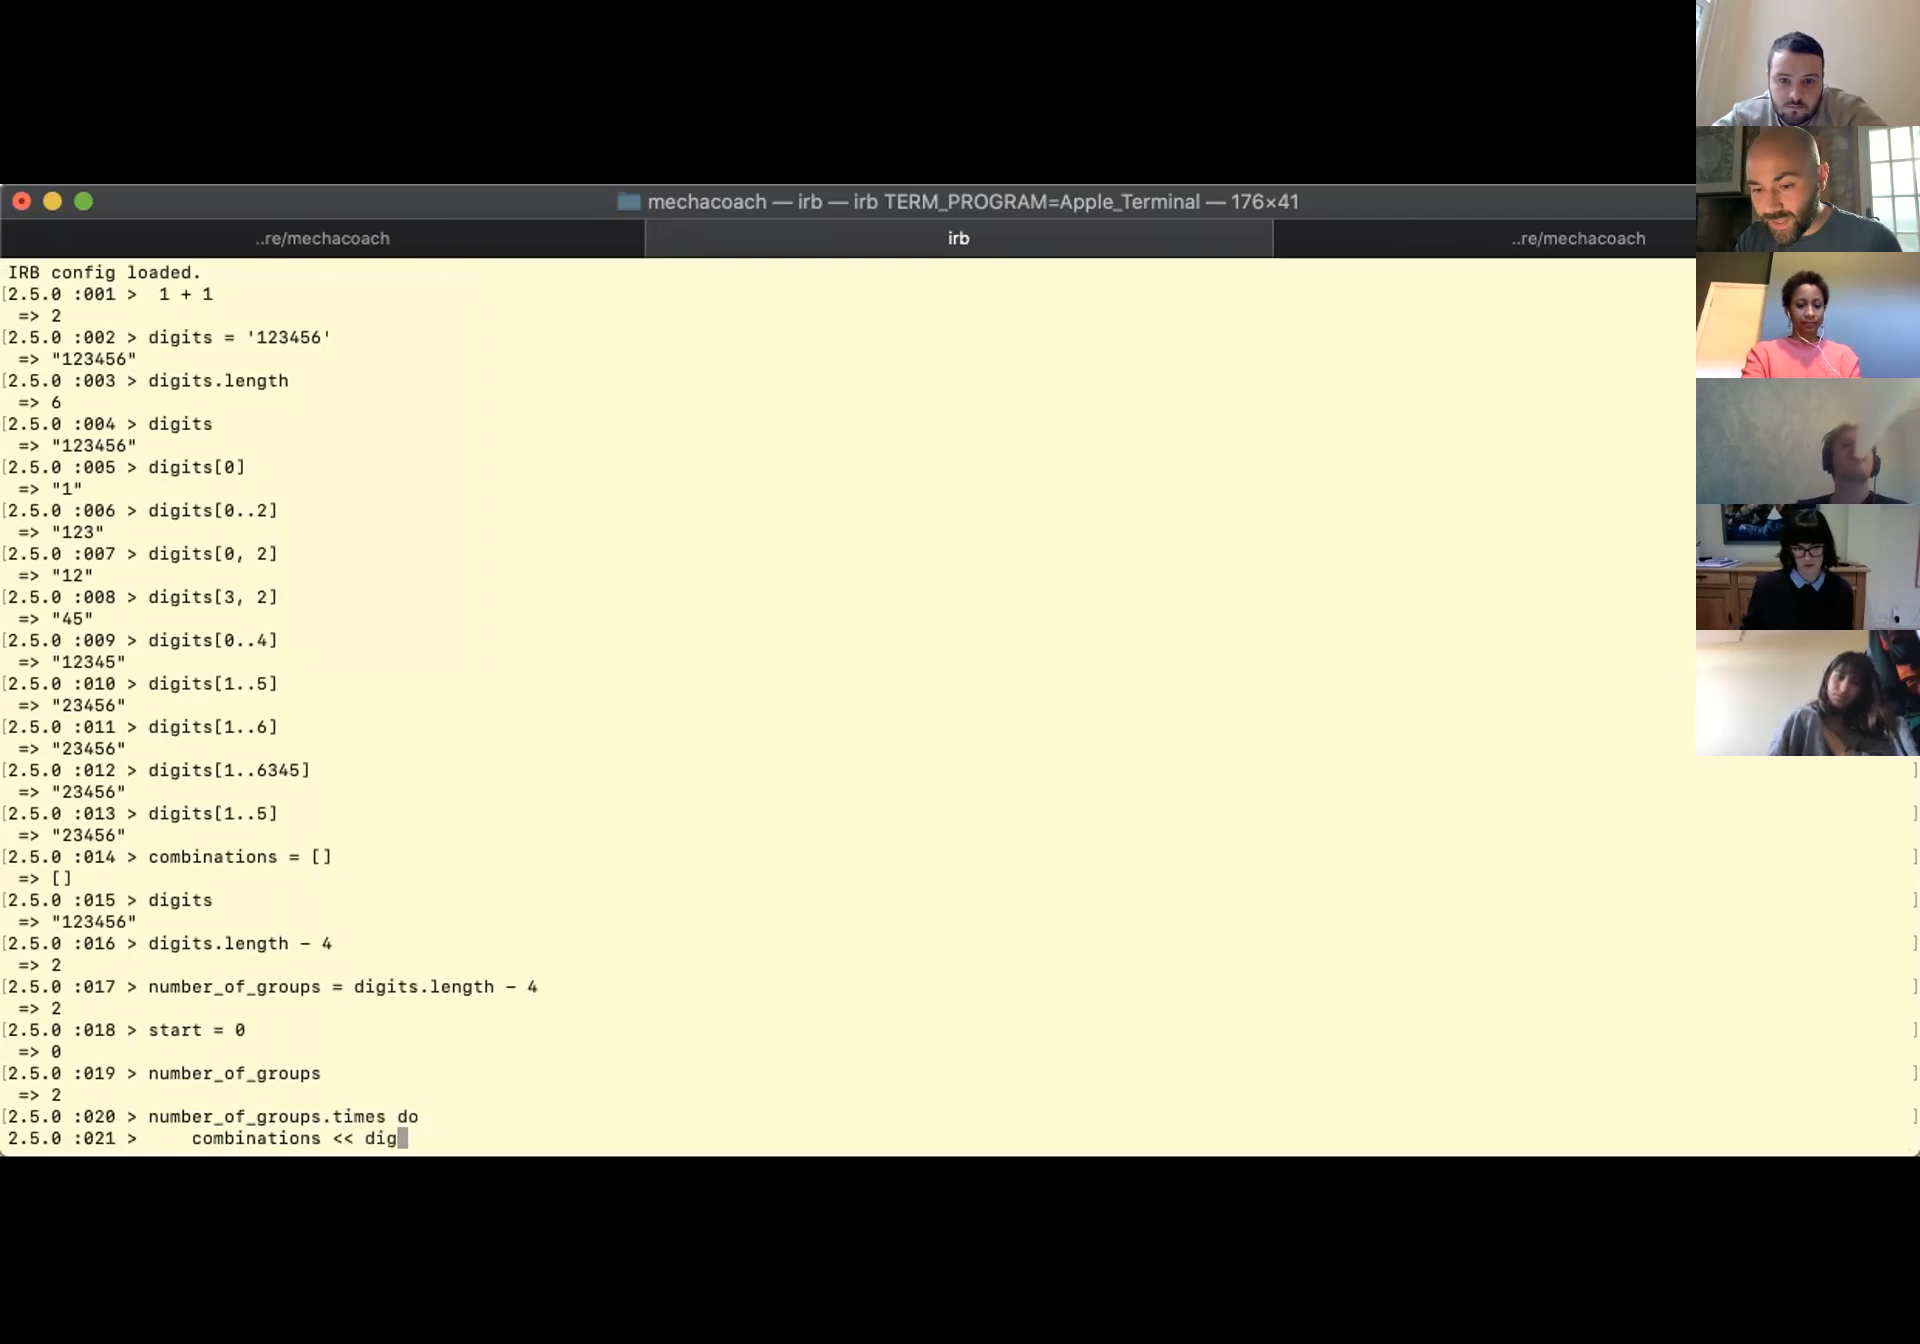 mechacoach — irb — irb TERM_PROGRAM=Apple_Terminal — 176×41
..re/mechacoach
irb
..re/mechacoach
IRB config loaded.
[2.5.0 :001 >  1 + 1
 => 2
[2.5.0 :002 > digits = '123456'
 => "123456"
[2.5.0 :003 > digits.length
 => 6
[2.5.0 :004 > digits
 => "123456"
[2.5.0 :005 > digits[0]
 => "1"
[2.5.0 :006 > digits[0..2]
 => "123"
[2.5.0 :007 > digits[0, 2]
 => "12"
[2.5.0 :008 > digits[3, 2]
 => "45"
[2.5.0 :009 > digits[0..4]
 => "12345"
[2.5.0 :010 > digits[1..5]
 => "23456"
[2.5.0 :011 > digits[1..6]
 => "23456"
[2.5.0 :012 > digits[1..6345] ]
 => "23456"
[2.5.0 :013 > digits[1..5] ]
 => "23456"
[2.5.0 :014 > combinations = [] ]
 => []
[2.5.0 :015 > digits ]
 => "123456"
[2.5.0 :016 > digits.length - 4 ]
 => 2
[2.5.0 :017 > number_of_groups = digits.length - 4 ]
 => 2
[2.5.0 :018 > start = 0 ]
 => 0
[2.5.0 :019 > number_of_groups ]
 => 2
[2.5.0 :020 > number_of_groups.times do ]
2.5.0 :021 >     combinations << dig